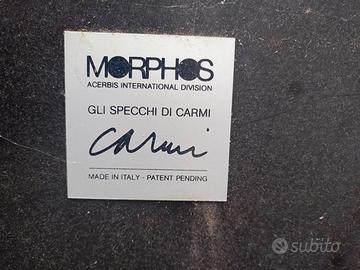 MORPHOS
ACERBIS INTERNATIONAL DIVISION
GLI SPECCHI DI CARMI
Carmi
MADE IN ITALY - PATENT PENDING
subito